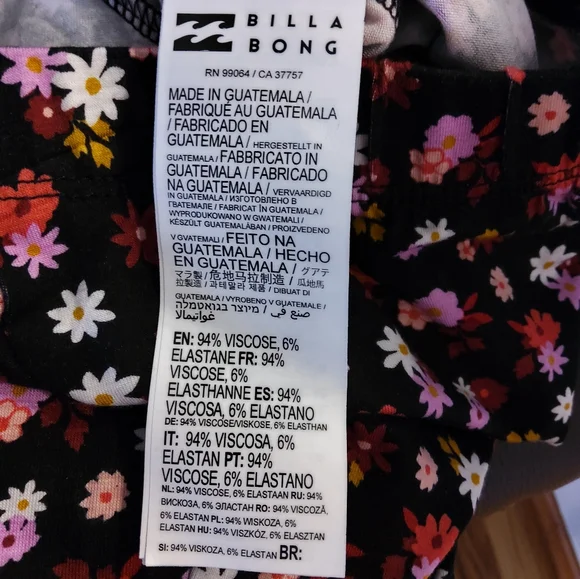 BILLA
BONG
RN 99064 / CA 37757
MADE IN GUATEMALA /
FABRIQUÉ AU GUATEMALA
/ FABRICADO EN
GUATEMALA / HERGESTELLT IN
GUATEMALA / FABBRICATO IN
GUATEMALA / FABRICADO
NA GUATEMALA / VERVAARDIGD
IN GUATEMALA / ИЗГОТОВЛЕНО В
ГВАТЕМАЛЕ / FABRICAT ÎN GUATEMALA /
WYPRODUKOWANO W GWATEMALI /
KÉSZÜLT GUATEMALÁBAN / PROIZVEDENO
V GVATEMALI / FEITO NA
GUATEMALA / HECHO
EN GUATEMALA / グアテ
マラ製 / 危地马拉制造 / 瓜地馬
拉製造 / 과테말라 제품 / DIBUAT DI
GUATEMALA / VYROBENO V GUATEMALE /
صنع في / מיוצר בגואטמלה
غواتيمالا
EN: 94% VISCOSE, 6%
ELASTANE FR: 94%
VISCOSE, 6%
ELASTHANNE ES: 94%
VISCOSA, 6% ELASTANO
DE: 94% VISCOSE/VISKOSE, 6% ELASTHAN
IT: 94% VISCOSA, 6%
ELASTAN PT: 94%
VISCOSE, 6% ELASTANO
NL: 94% VISCOSE, 6% ELASTAAN RU: 94%
ВИСКОЗА, 6% ЭЛАСТАН RO: 94% VISCOZĂ,
6% ELASTAN PL: 94% WISKOZA, 6%
ELASTAN HU: 94% VISZKÓZ, 6% ELASZTÁN
SI: 94% VISKOZA, 6% ELASTAN BR: